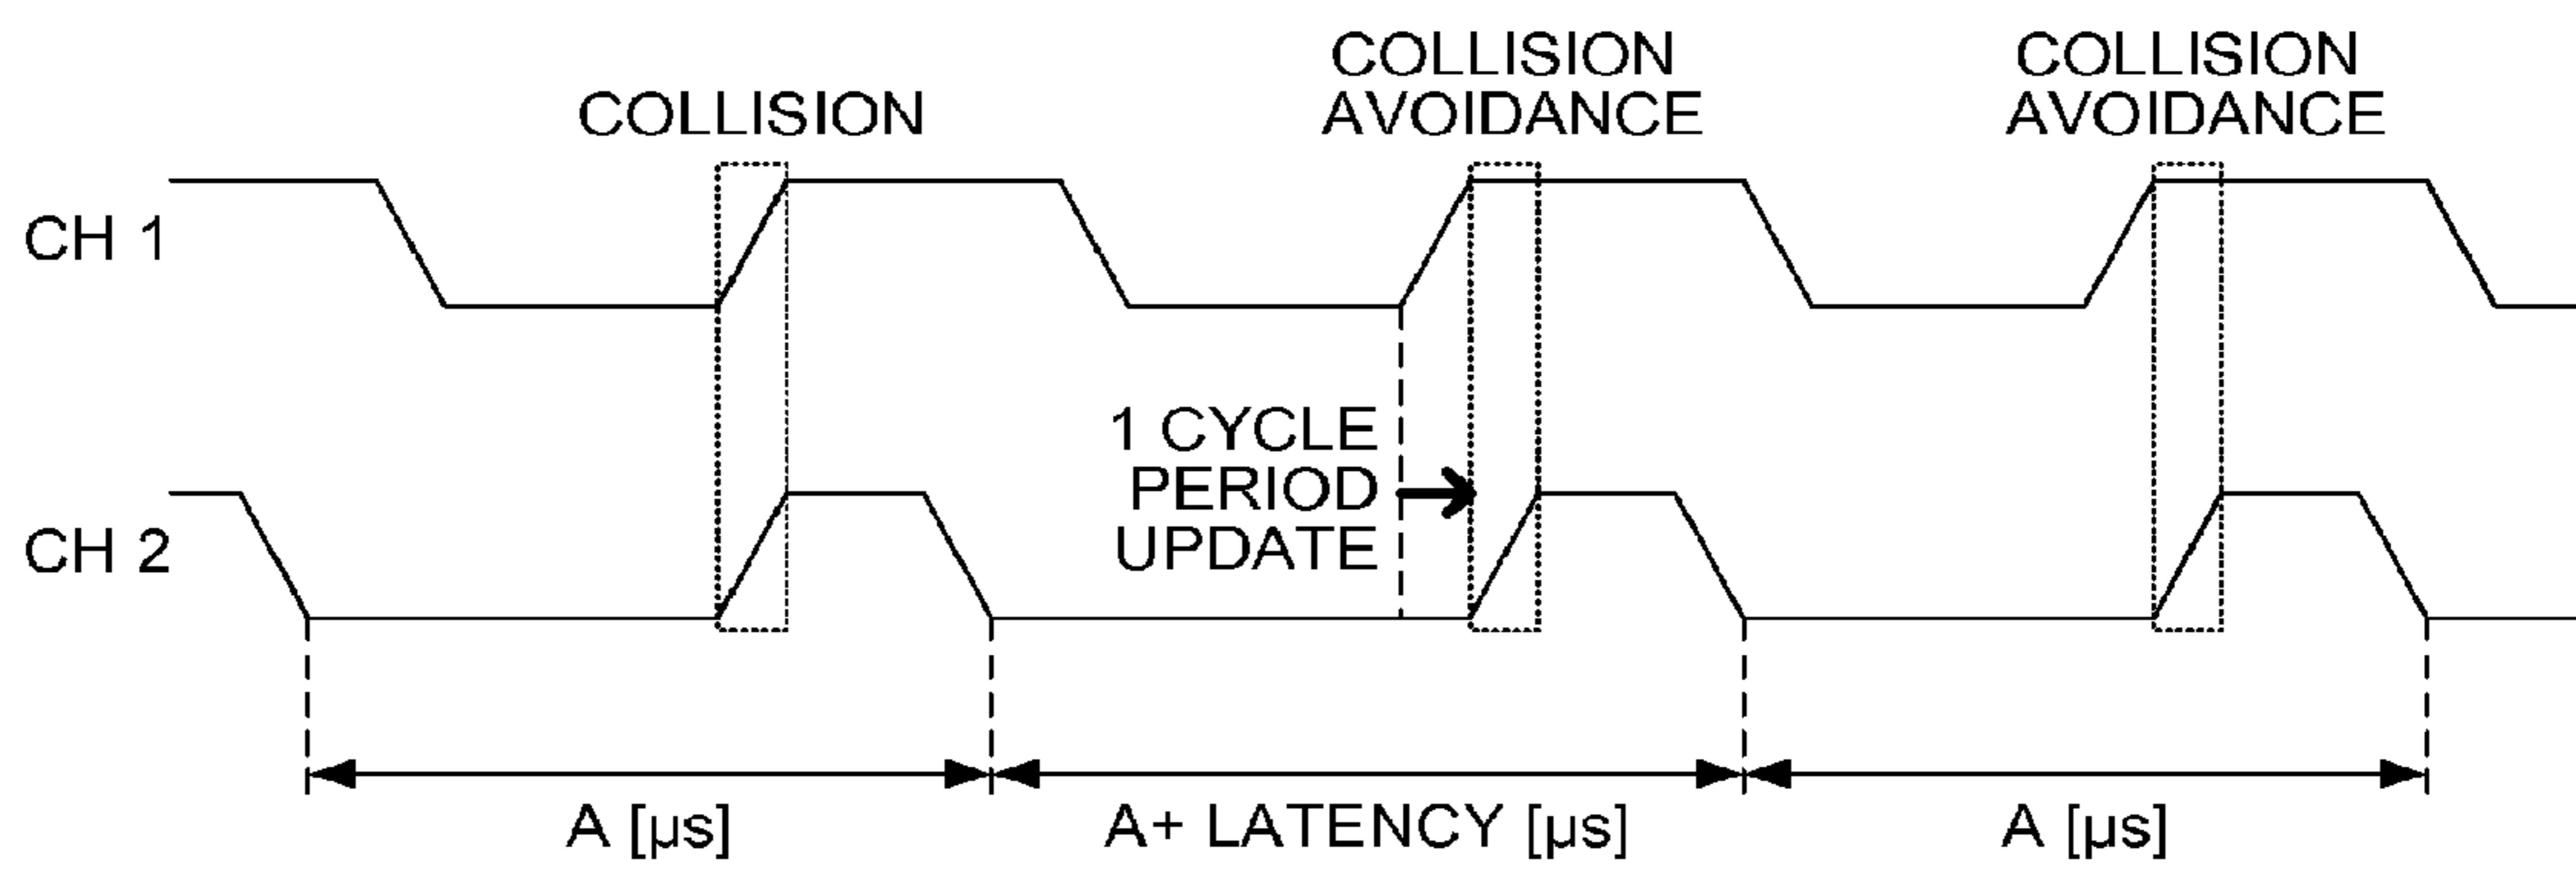 COLLISION
COLLISION
AVOIDANCE
COLLISION
AVOIDANCE
CH 1
1 CYCLE
PERIOD
UPDATE
CH 2
A [µs]
A+ LATENCY [µs]
A [µs]